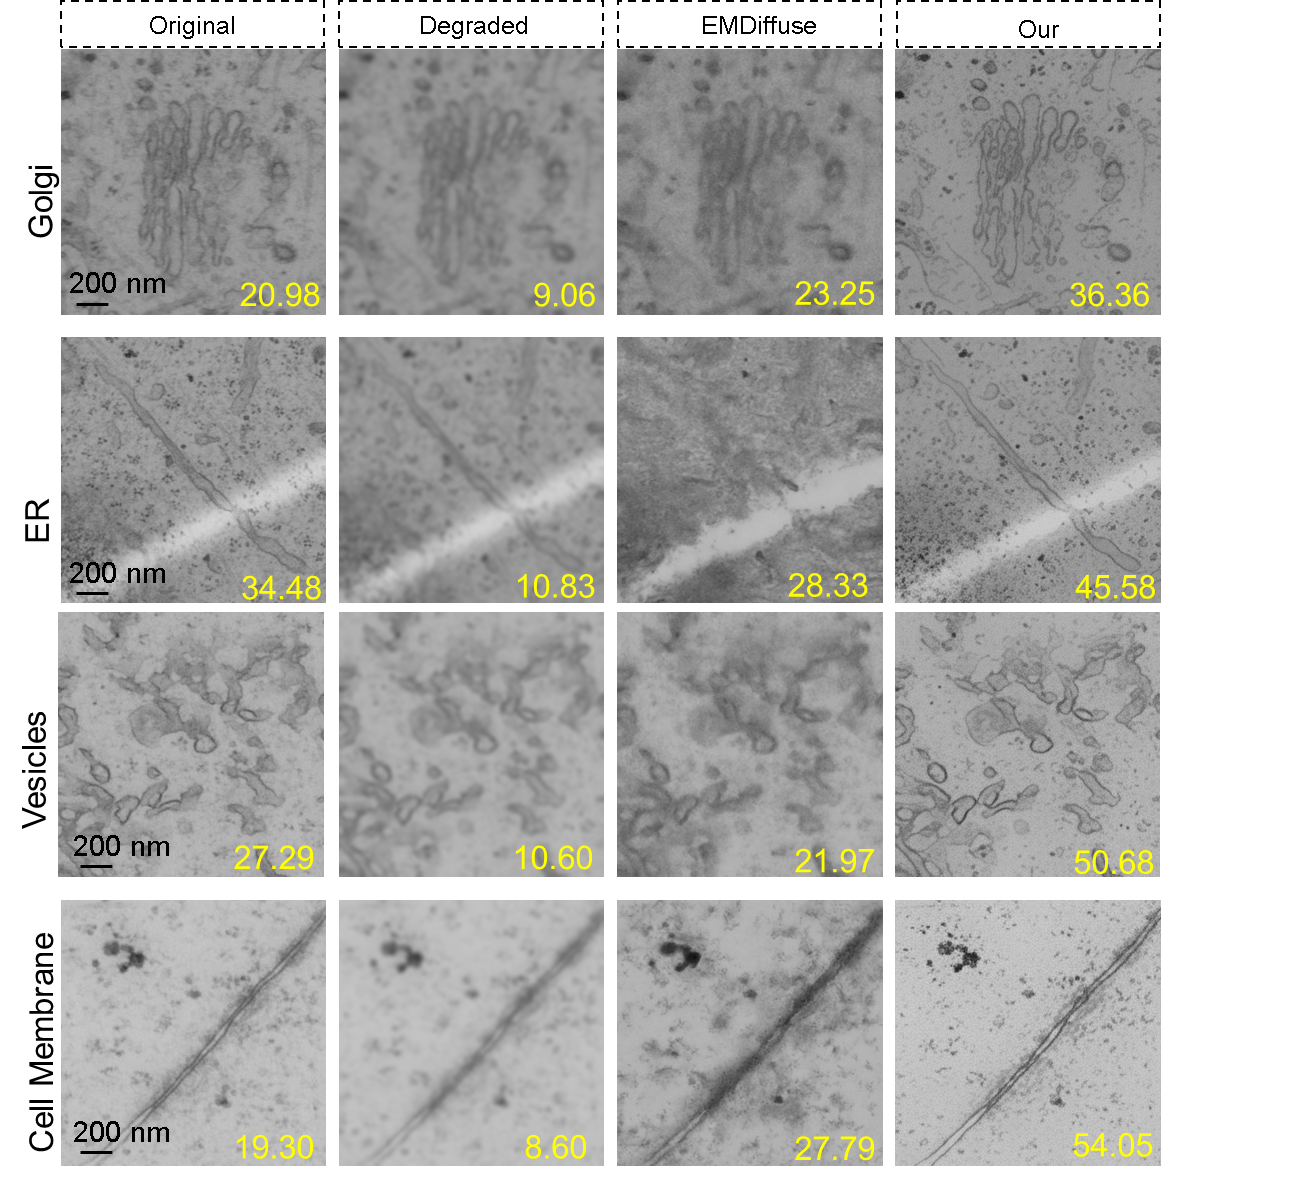 Original
Degraded
EMDiffuse
Our
Golgi
200 nm
20.98
9.06
23.25
36.36
ER
200 nm
34.48
10.83
28.33
45.58
Vesicles
200 nm
27.29
10.60
21.97
50.68
Cell Membrane
200 nm
19.30
8.60
27.79
54.05